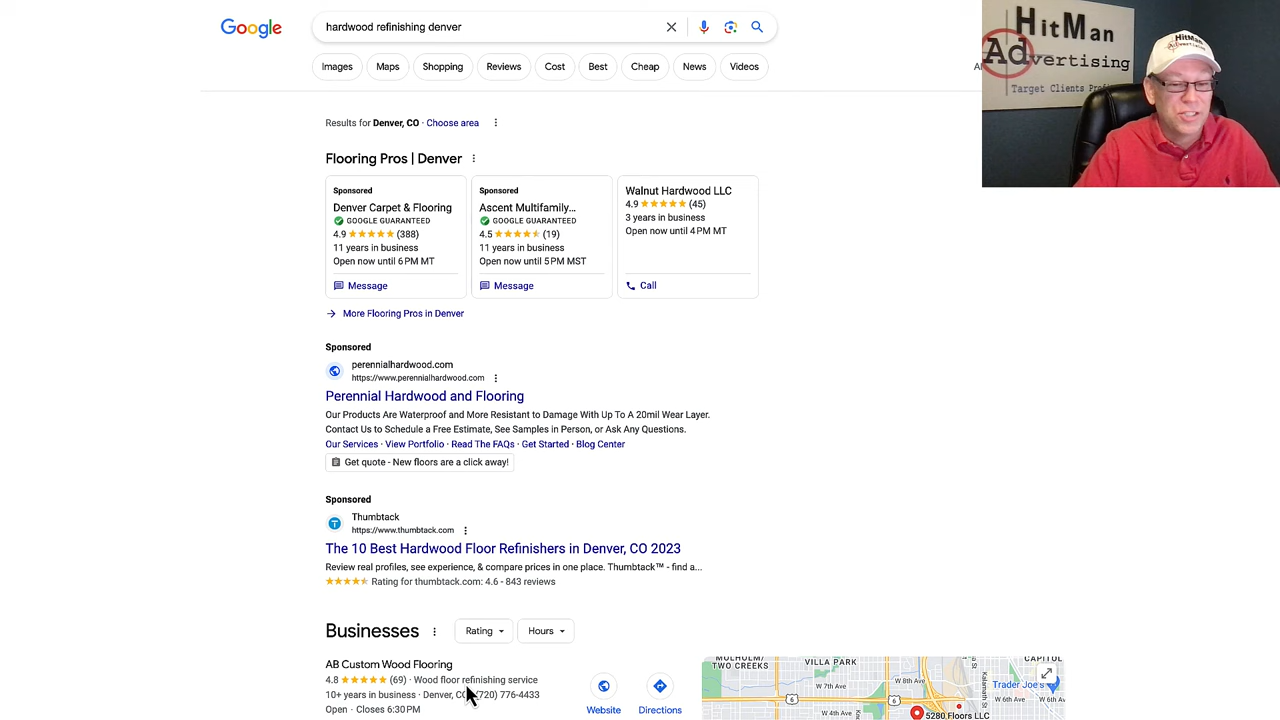 Google
hardwood refinishing denver
Images
Maps
Shopping
Reviews
Cost
Best
Cheap
News
Videos
HitMan
Advertising
Target Clients
HitMan
Advertising
Results for Denver, CO · Choose area
Flooring Pros | Denver
Sponsored
Denver Carpet & Flooring
GOOGLE GUARANTEED
4.9 ★★★★★ (388)
11 years in business
Open now until 6 PM MT
Message
Sponsored
Ascent Multifamily...
GOOGLE GUARANTEED
4.5 ★★★★★ (19)
11 years in business
Open now until 5 PM MST
Message
Walnut Hardwood LLC
4.9 ★★★★★ (45)
3 years in business
Open now until 4 PM MT
Call
→ More Flooring Pros in Denver
Sponsored
perennialhardwood.com
https://www.perennialhardwood.com
Perennial Hardwood and Flooring
Our Products Are Waterproof and More Resistant to Damage With Up To A 20mil Wear Layer.
Contact Us to Schedule a Free Estimate, See Samples in Person, or Ask Any Questions.
Our Services · View Portfolio · Read The FAQs · Get Started · Blog Center
Get quote - New floors are a click away!
Sponsored
T
Thumbtack
https://www.thumbtack.com
The 10 Best Hardwood Floor Refinishers in Denver, CO 2023
Review real profiles, see experience, & compare prices in one place. Thumbtack™ - find a...
★★★★★ Rating for thumbtack.com: 4.6 - 843 reviews
Businesses
Rating
Hours
AB Custom Wood Flooring
4.8 ★★★★★ (69) · Wood floor refinishing service
10+ years in business · Denver, CO (720) 776-4433
Open · Closes 6:30 PM
Website
Directions
MULHOLM/
TWO CREEKS
VILLA PARK
CAPITOL
W 8th Ave
W 7th Ave
6
6
W 4th Ave
W 5th Ave
Kalamath St
Trader Joe's
5280 Floors LLC